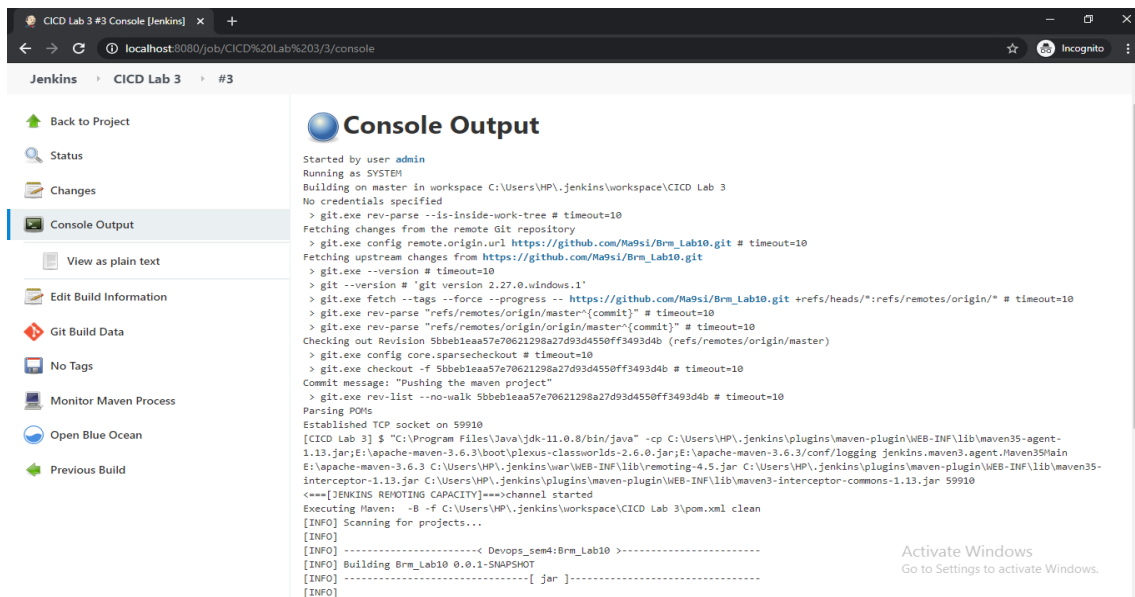 CICD Lab 3 #3 Console [Jenkins]
localhost:8080/job/CICD%20Lab%203/3/console
Incognito
Jenkins
CICD Lab 3
#3
Back to Project
Status
Changes
Console Output
View as plain text
Edit Build Information
Git Build Data
No Tags
Monitor Maven Process
Open Blue Ocean
Previous Build
Console Output
Started by user admin
Running as SYSTEM
Building on master in workspace C:\Users\HP\.jenkins\workspace\CICD Lab 3
No credentials specified
> git.exe rev-parse --is-inside-work-tree # timeout=10
Fetching changes from the remote Git repository
> git.exe config remote.origin.url https://github.com/Ma9si/Brm_Lab10.git # timeout=10
Fetching upstream changes from https://github.com/Ma9si/Brm_Lab10.git
> git.exe --version # timeout=10
> git --version # 'git version 2.27.0.windows.1'
> git.exe fetch --tags --force --progress -- https://github.com/Ma9si/Brm_Lab10.git +refs/heads/*:refs/remotes/origin/* # timeout=10
> git.exe rev-parse "refs/remotes/origin/master^{commit}" # timeout=10
> git.exe rev-parse "refs/remotes/origin/origin/master^{commit}" # timeout=10
Checking out Revision 5bbeb1eaa57e70621298a27d93d4550ff3493d4b (refs/remotes/origin/master)
> git.exe config core.sparsecheckout # timeout=10
> git.exe checkout -f 5bbeb1eaa57e70621298a27d93d4550ff3493d4b # timeout=10
Commit message: "Pushing the maven project"
> git.exe rev-list --no-walk 5bbeb1eaa57e70621298a27d93d4550ff3493d4b # timeout=10
Parsing POMs
Established TCP socket on 59910
[CICD Lab 3] $ "C:\Program Files\Java\jdk-11.0.8/bin/java" -cp C:\Users\HP\.jenkins\plugins\maven-plugin\WEB-INF\lib\maven35-agent-
1.13.jar;E:\apache-maven-3.6.3\boot\plexus-classworlds-2.6.0.jar;E:\apache-maven-3.6.3/conf/logging jenkins.maven3.agent.Maven35Main
E:\apache-maven-3.6.3 C:\Users\HP\.jenkins\war\WEB-INF\lib\remoting-4.5.jar C:\Users\HP\.jenkins\plugins\maven-plugin\WEB-INF\lib\maven35-
interceptor-1.13.jar C:\Users\HP\.jenkins\plugins\maven-plugin\WEB-INF\lib\maven3-interceptor-commons-1.13.jar 59910
<===[JENKINS REMOTING CAPACITY]===>channel started
Executing Maven:  -B -f C:\Users\HP\.jenkins\workspace\CICD Lab 3\pom.xml clean
[INFO] Scanning for projects...
[INFO]
[INFO] -----------------------< Devops_sem4:Brm_Lab10 >------------------------
[INFO] Building Brm_Lab10 0.0.1-SNAPSHOT
[INFO] --------------------------------[ jar ]---------------------------------
[INFO]
Activate Windows
Go to Settings to activate Windows.